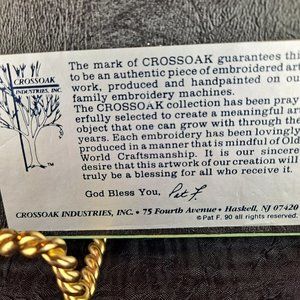 CROSSOAK
INDUSTRIES, INC.
TM
The mark of CROSSOAK guarantees this
to be an authentic piece of embroidered art
work, produced and handpainted on our
family embroidery machines.
The CROSSOAK collection has been pray-
erfully selected to create a meaningful art
object that one can grow with through the
years. Each embroidery has been lovingly
produced in a manner that is mindful of Old
World Craftsmanship. It is our sincere
desire that this artwork of our creation will
truly be a blessing for all who receive it.
God Bless You, Pat F.
CROSSOAK INDUSTRIES, INC. • 75 Fourth Avenue • Haskell, NJ 07420
©Pat F. 90 all rights reserved.